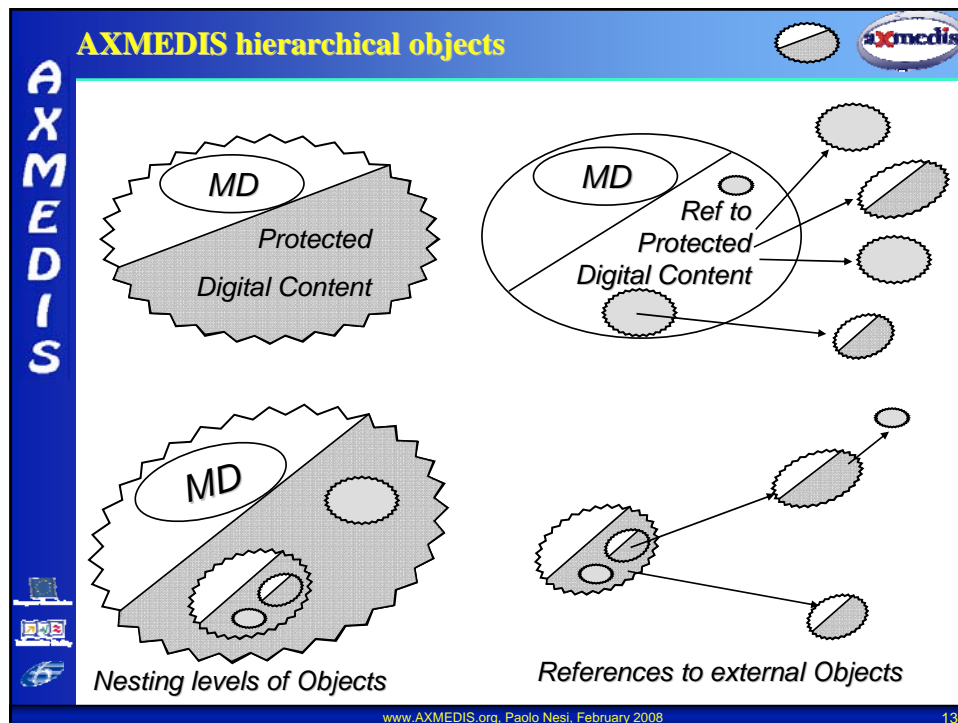 AXMEDIS hierarchical objects
axmedis
AXMEDIS
MD
Protected
Digital Content
MD
Ref to
Protected
Digital Content
MD
Nesting levels of Objects
References to external Objects
www.AXMEDIS.org, Paolo Nesi, February 2008
13